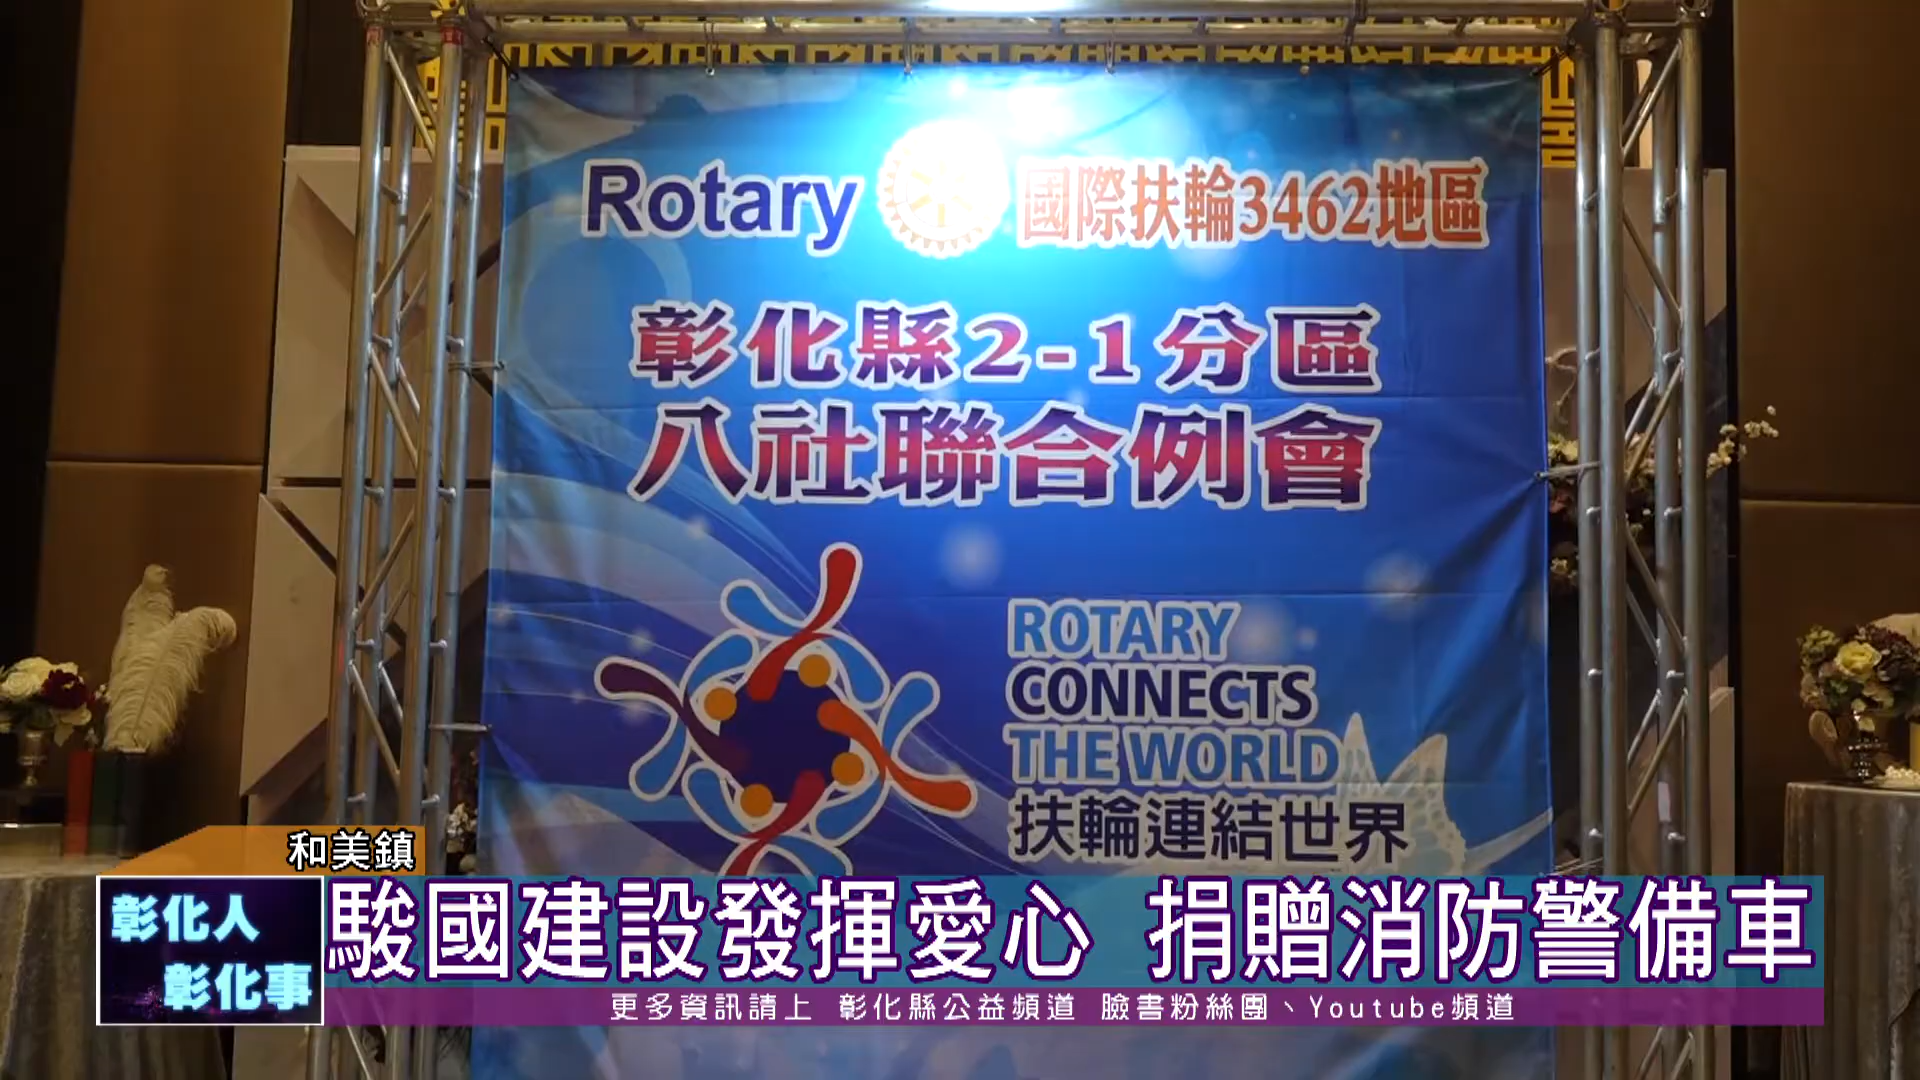 Rotary 國際扶輪3462地區
彰化縣2-1分區
八社聯合例會
ROTARY
CONNECTS
THE WORLD
扶輪連結世界
和美鎮
彰化人
彰化事
駿國建設發揮愛心 捐贈消防警備車
更多資訊請上 彰化縣公益頻道 臉書粉絲團、Youtube頻道